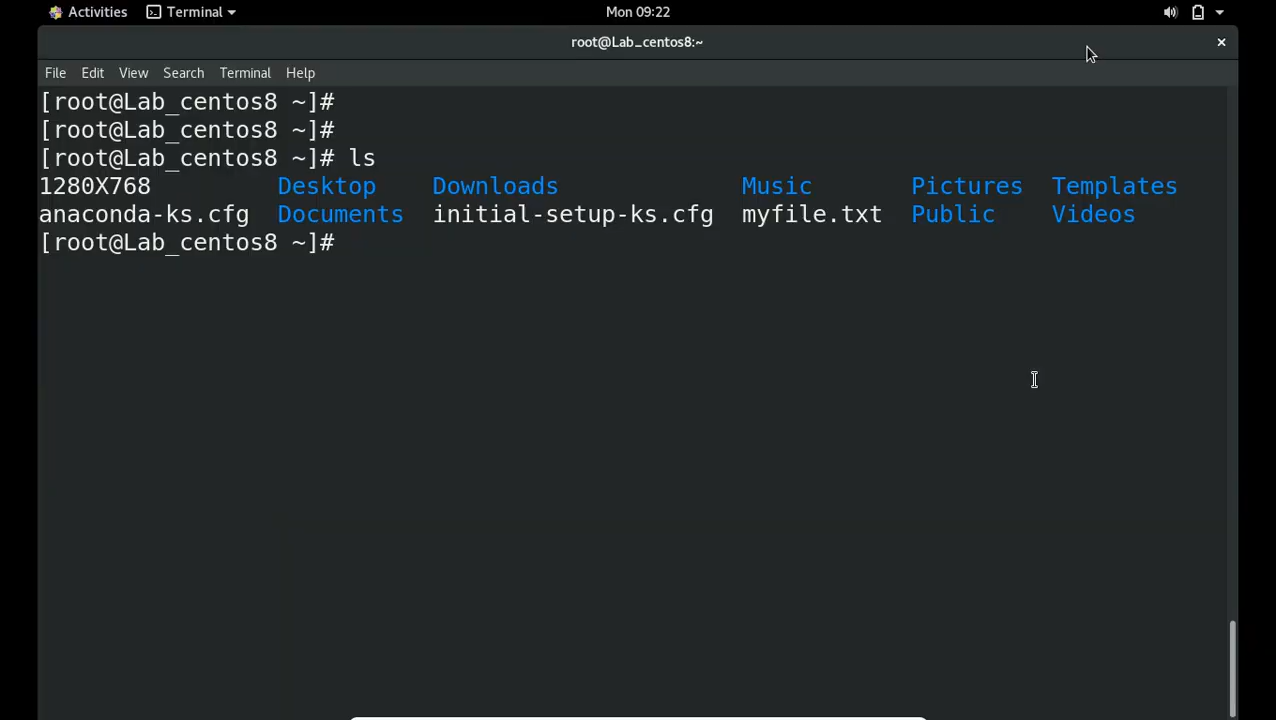 Activities Terminal Mon 09:22
root@Lab_centos8:~
File Edit View Search Terminal Help
[root@Lab_centos8 ~]#
[root@Lab_centos8 ~]#
[root@Lab_centos8 ~]# ls
1280X768 Desktop Downloads Music Pictures Templates
anaconda-ks.cfg Documents initial-setup-ks.cfg myfile.txt Public Videos
[root@Lab_centos8 ~]#